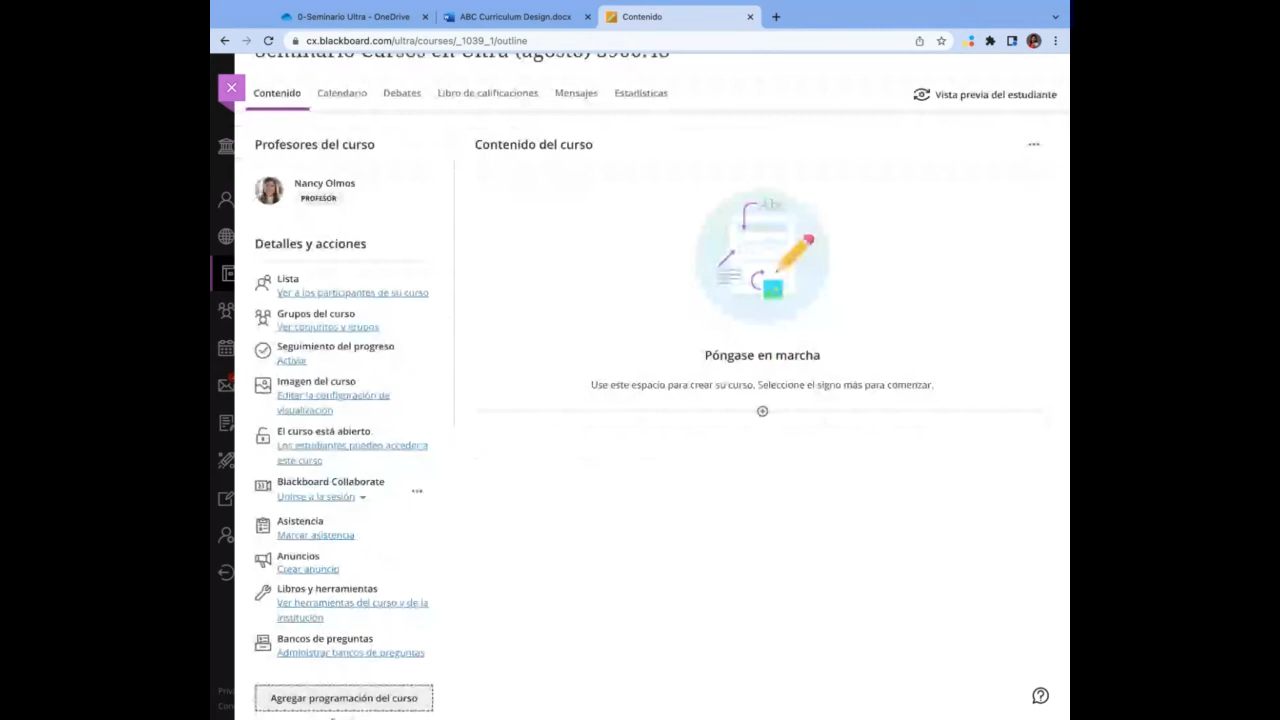 0-Seminario Ultra - OneDrive
ABC Curriculum Design.docx
Contenido
cx.blackboard.com/ultra/courses/_1039_1/outline
Seminario Cursos en Ultra (agosto)
Contenido
Calendario
Debates
Libro de calificaciones
Mensajes
Estadísticas
Vista previa del estudiante
Profesores del curso
Nancy Olmos
PROFESOR
Detalles y acciones
Lista
Ver a los participantes de su curso
Grupos del curso
Ver conjuntos y grupos
Seguimiento del progreso
Activar
Imagen del curso
Editar la configuración de
visualización
El curso está abierto.
Los estudiantes pueden acceder a
este curso
Blackboard Collaborate
Unirse a la sesión
Asistencia
Marcar asistencia
Anuncios
Crear anuncio
Libros y herramientas
Ver herramientas del curso y de la
institución
Bancos de preguntas
Administrar bancos de preguntas
Agregar programación del curso
Contenido del curso
Abc
Póngase en marcha
Use este espacio para crear su curso. Seleccione el signo más para comenzar.